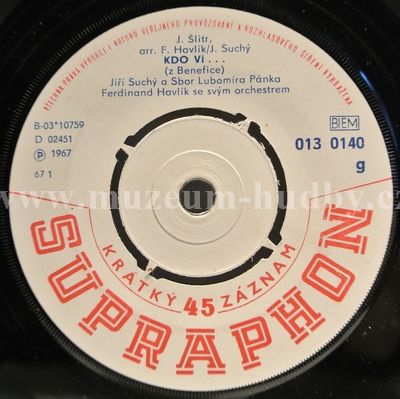 VŠECHNA PRÁVA VÝROBCE I AUTORŮ VEŘEJNÉHO PROVOZOVÁNÍ A ROZHLASOVÉHO ŠÍŘENÍ VYHRAŽENA
J. Šlitr,
arr. F. Havlík/J. Suchý
KDO VÍ . . .
(z Benefice)
Jiří Suchý a Sbor Lubomíra Pánka
Ferdinand Havlík se svým orchestrem
B-03*10759
D 02451
Ⓟ 1967
67 1
BIEM
013 0140
g
www.muzeum-hudby.cz
KRÁTKÝ 45 ZÁZNAM
SUPRAPHON